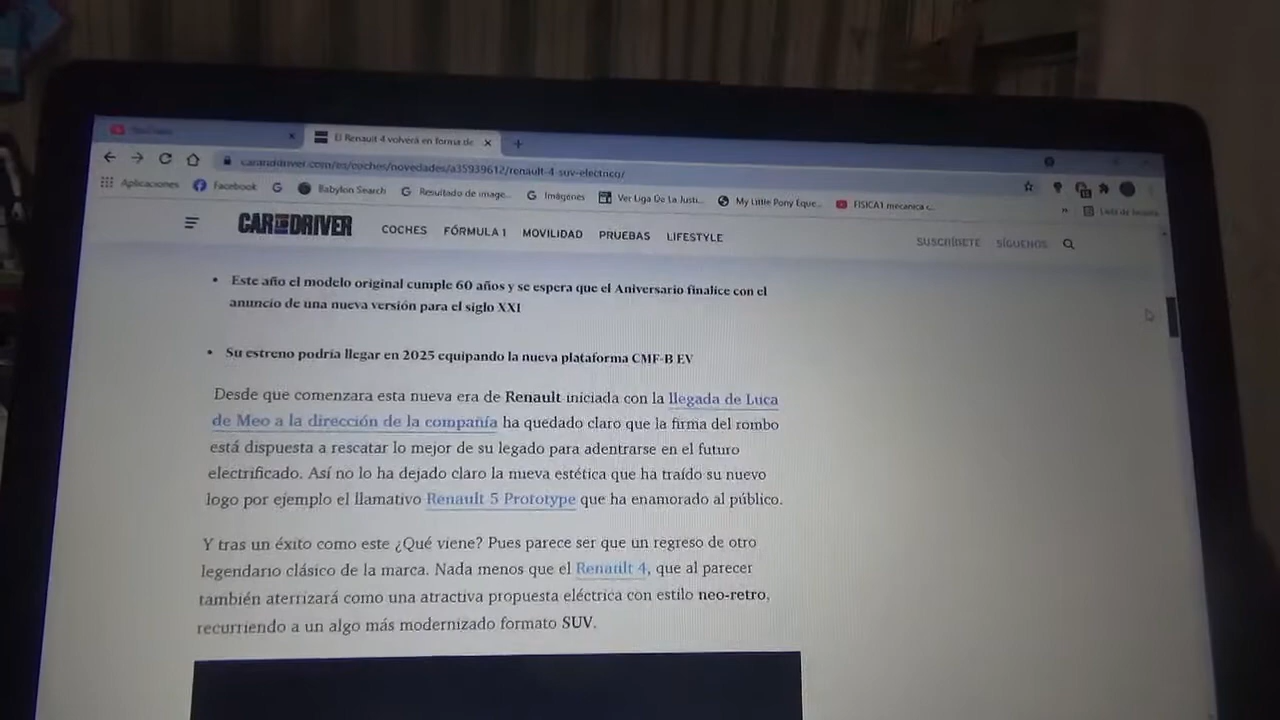 YouTube
El Renault 4 volverá en forma de
caranddriver.com/es/coches/novedades/a35939612/renault-4-suv-electrico/
Aplicaciones Facebook Babylon Search Resultado de image... Imágenes Ver Liga De La Justi... My Little Pony Eque... FISICA1 mecanica c... » Lista de lectura
CAR AND DRIVER COCHES FÓRMULA 1 MOVILIDAD PRUEBAS LIFESTYLE SUSCRÍBETE SÍGUENOS
• Este año el modelo original cumple 60 años y se espera que el Aniversario finalice con el
anuncio de una nueva versión para el siglo XXI
• Su estreno podría llegar en 2025 equipando la nueva plataforma CMF-B EV
Desde que comenzara esta nueva era de Renault iniciada con la llegada de Luca
de Meo a la dirección de la compañía ha quedado claro que la firma del rombo
está dispuesta a rescatar lo mejor de su legado para adentrarse en el futuro
electrificado. Así no lo ha dejado claro la nueva estética que ha traído su nuevo
logo por ejemplo el llamativo Renault 5 Prototype que ha enamorado al público.
Y tras un éxito como este ¿Qué viene? Pues parece ser que un regreso de otro
legendario clásico de la marca. Nada menos que el Renault 4, que al parecer
también aterrizará como una atractiva propuesta eléctrica con estilo neo-retro,
recurriendo a un algo más modernizado formato SUV.